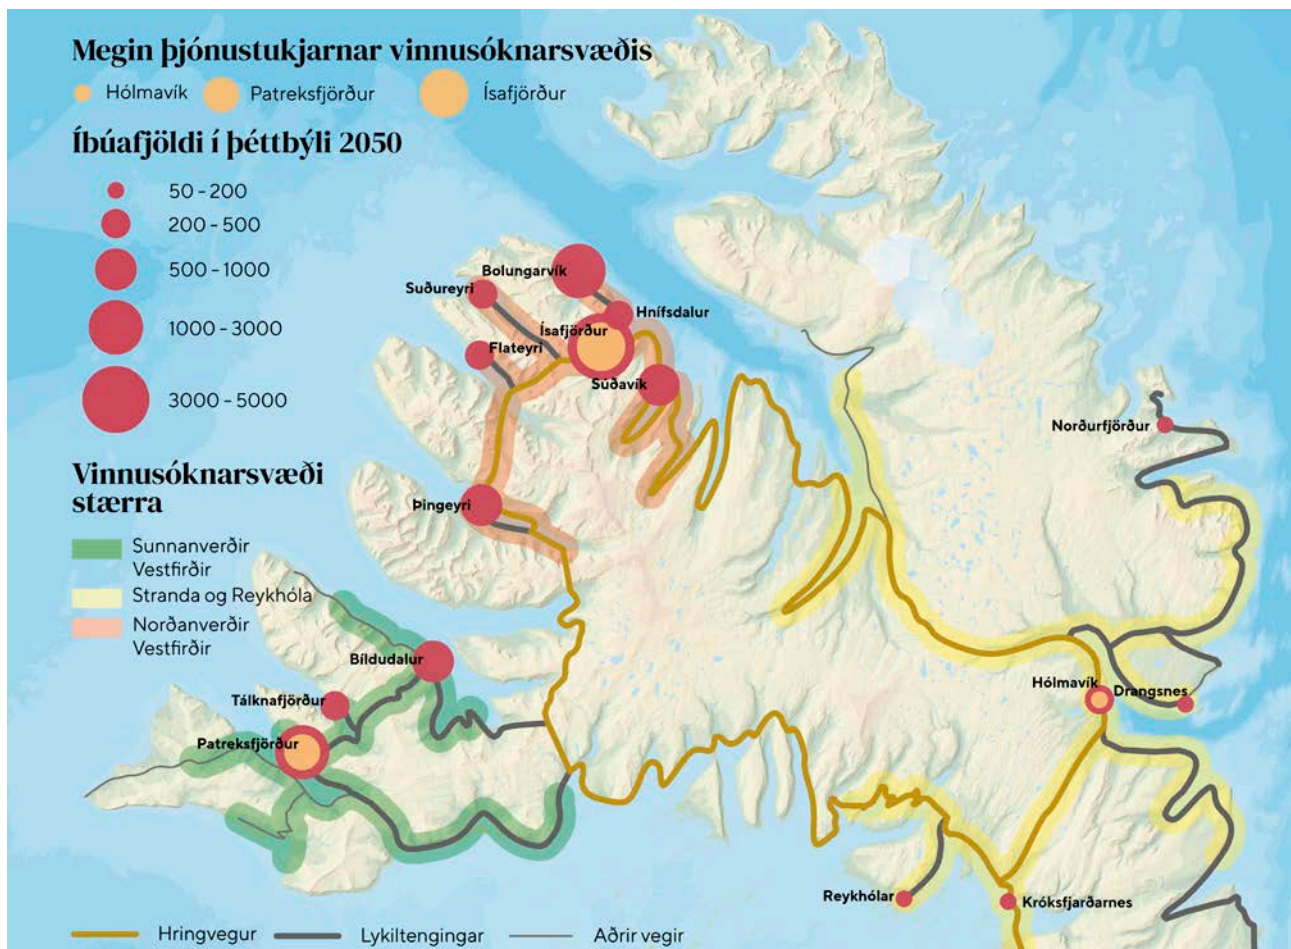 Megin þjónustukjarnar vinnusóknarsvæðis
Hólmavík Patreksfjörður Ísafjörður
Íbúafjöldi í þéttbýli 2050
50 - 200
200 - 500
500 - 1000
1000 - 3000
3000 - 5000
Vinnusóknarsvæði
stærra
Sunnanverðir
Vestfirðir
Stranda og Reykhóla
Norðanverðir
Vestfirðir
Bolungarvík
Suðureyri
Hnífsdalur
Ísafjörður
Flateyri
Súðavík
Norðurfjörður
Þingeyri
Bíldudalur
Hólmavík
Drangsnes
Tálknafjörður
Patreksfjörður
Reykhólar
Króksfjarðarnes
Hringvegur Lykiltengingar Aðrir vegir